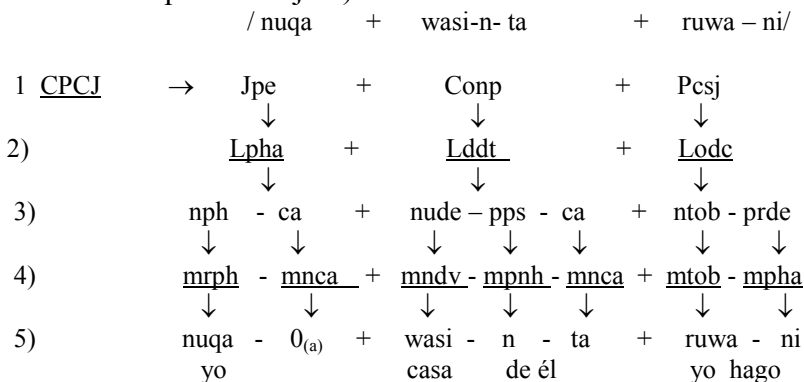 / nuqa + wasi-n- ta + ruwa – ni/
1 CPCJ → Jpe + Conp + Pcsj
↓ ↓ ↓
2) Lpha + Lddt + Lodc
↓ ↓ ↓
3) nph - ca + nude – pps - ca + ntob - prde
↓ ↓ ↓ ↓ ↓ ↓ ↓
4) mrph - mnca + mndv - mpnh - mnca + mtob - mpha
↓ ↓ ↓ ↓ ↓ ↓ ↓
5) nuqa - 0(a) + wasi - n - ta + ruwa - ni
yo casa de él yo hago